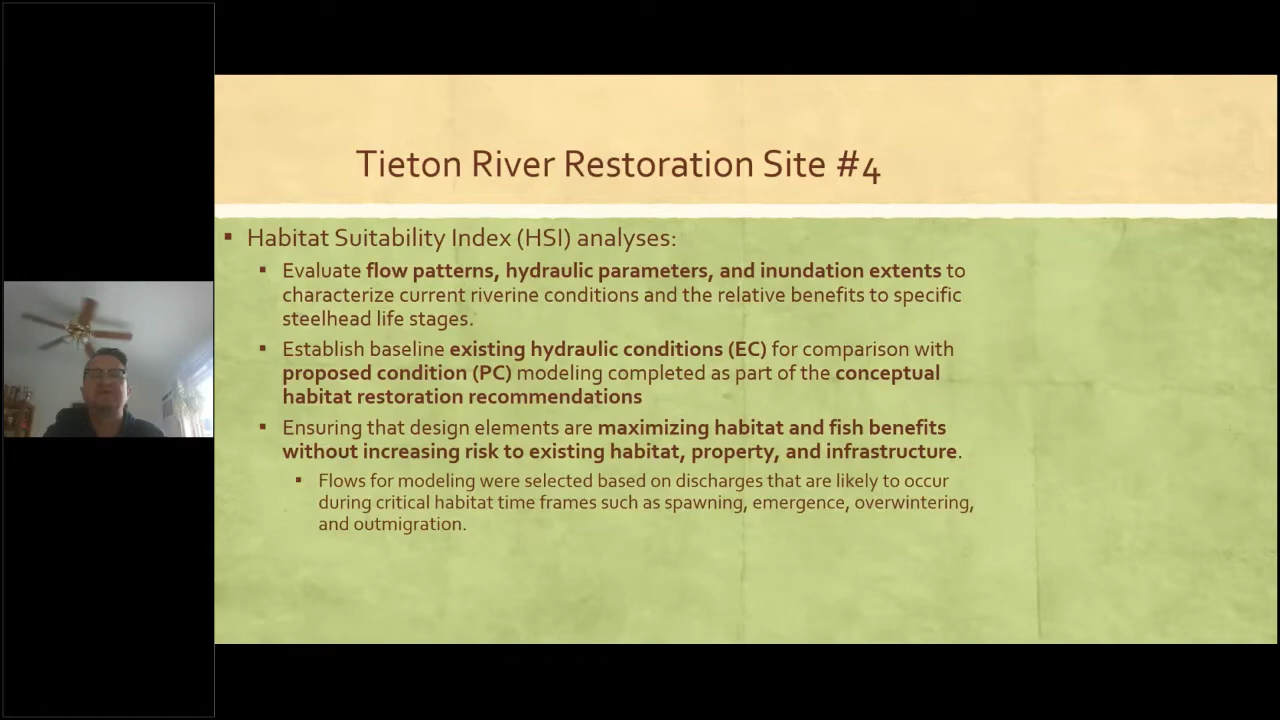 Tieton River Restoration Site #4
▪ Habitat Suitability Index (HSI) analyses:
▪ Evaluate flow patterns, hydraulic parameters, and inundation extents to
characterize current riverine conditions and the relative benefits to specific
steelhead life stages.
▪ Establish baseline existing hydraulic conditions (EC) for comparison with
proposed condition (PC) modeling completed as part of the conceptual
habitat restoration recommendations
▪ Ensuring that design elements are maximizing habitat and fish benefits
without increasing risk to existing habitat, property, and infrastructure.
▪ Flows for modeling were selected based on discharges that are likely to occur
during critical habitat time frames such as spawning, emergence, overwintering,
and outmigration.